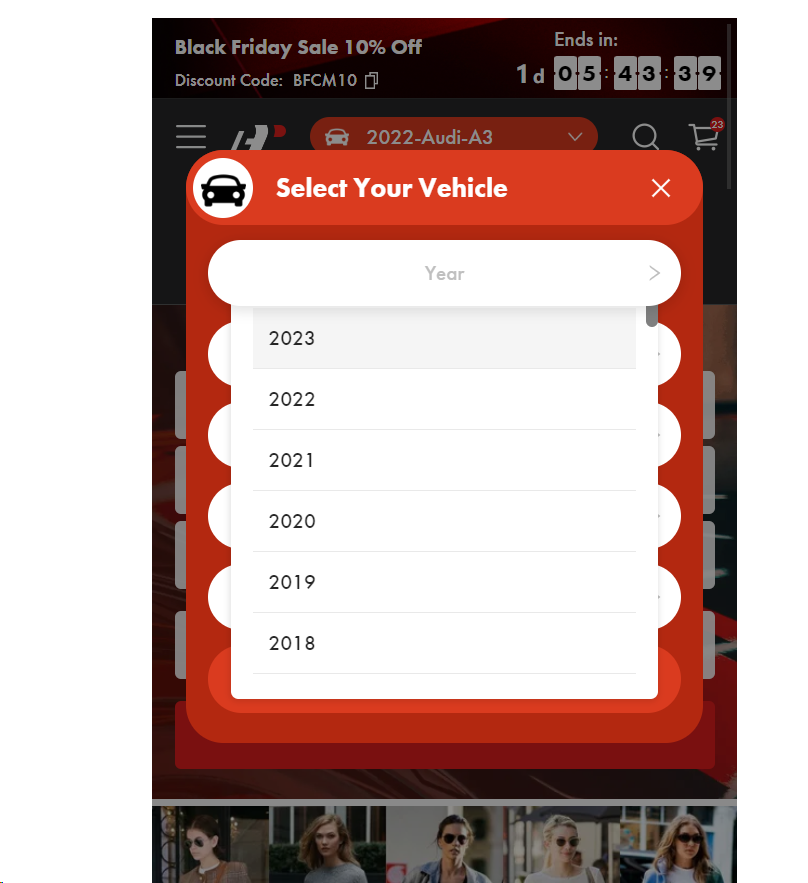 Black Friday Sale 10% Off
Ends in:
Discount Code: BFCM10
1 d 05 : 43 : 39
2022-Audi-A3
23
Select Your Vehicle
Year
2023
2022
2021
2020
2019
2018